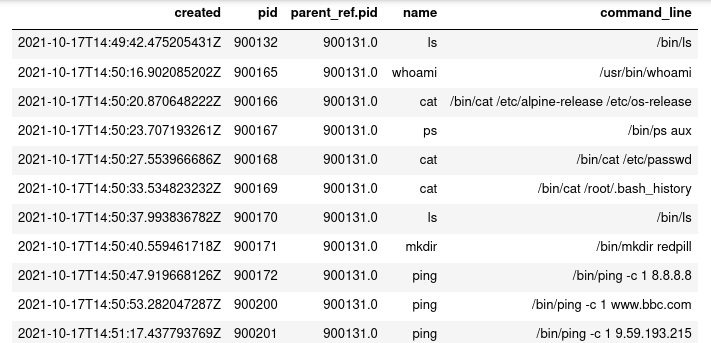 created pid parent_ref.pid name command_line
2021-10-17T14:49:42.475205431Z 900132 900131.0 ls /bin/ls
2021-10-17T14:50:16.902085202Z 900165 900131.0 whoami /usr/bin/whoami
2021-10-17T14:50:20.870648222Z 900166 900131.0 cat /bin/cat /etc/alpine-release /etc/os-release
2021-10-17T14:50:23.707193261Z 900167 900131.0 ps /bin/ps aux
2021-10-17T14:50:27.553966686Z 900168 900131.0 cat /bin/cat /etc/passwd
2021-10-17T14:50:33.534823232Z 900169 900131.0 cat /bin/cat /root/.bash_history
2021-10-17T14:50:37.993836782Z 900170 900131.0 ls /bin/ls
2021-10-17T14:50:40.559461718Z 900171 900131.0 mkdir /bin/mkdir redpill
2021-10-17T14:50:47.919668126Z 900172 900131.0 ping /bin/ping -c 1 8.8.8.8
2021-10-17T14:50:53.282047287Z 900200 900131.0 ping /bin/ping -c 1 www.bbc.com
2021-10-17T14:51:17.437793769Z 900201 900131.0 ping /bin/ping -c 1 9.59.193.215